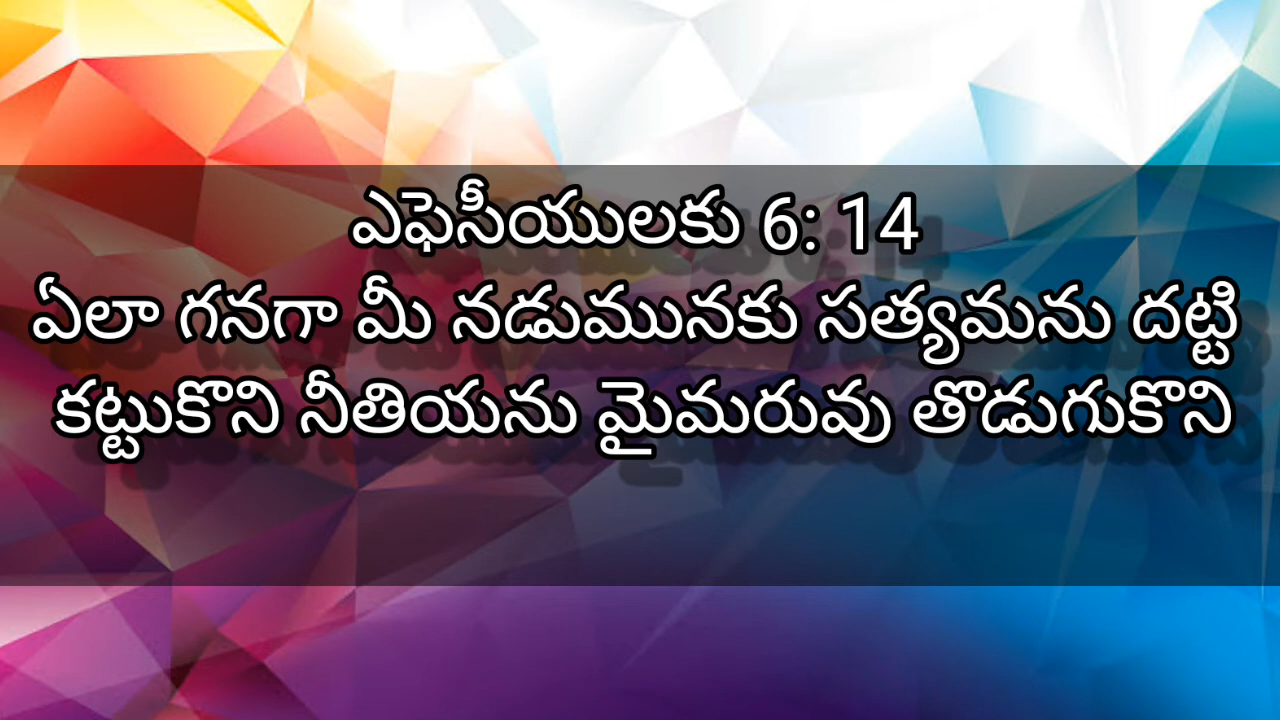 ఎఫెసీయులకు 6: 14
ఏలా గనగా మీ నడుమునకు సత్యమను దట్టి
కట్టుకొని నీతియను మైమరువు తొడుగుకొని